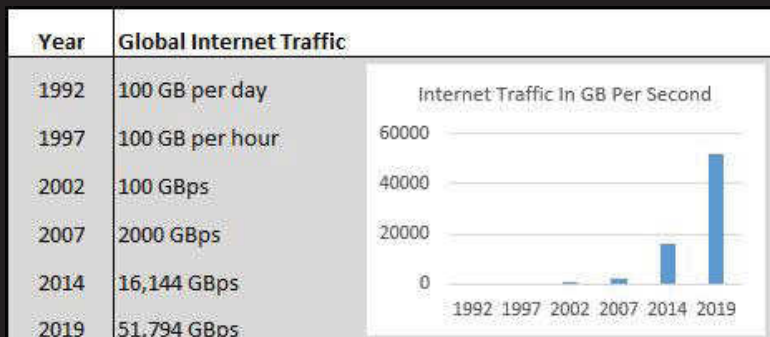 Year Global Internet Traffic
1992 100 GB per day
1997 100 GB per hour
2002 100 GBps
2007 2000 GBps
2014 16,144 GBps
2019 51,794 GBps
Internet Traffic In GB Per Second
60000
40000
20000
0
1992 1997 2002 2007 2014 2019